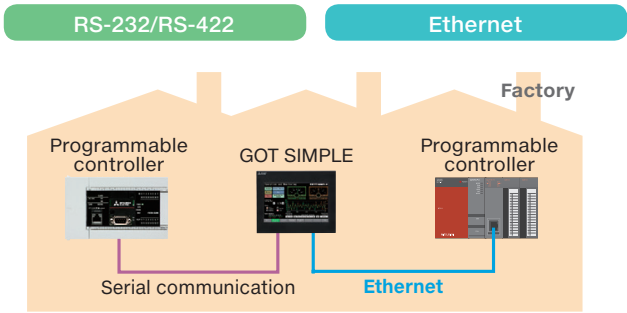 RS-232/RS-422
Ethernet
Factory
Programmable
controller
GOT SIMPLE
Programmable
controller
Serial communication
Ethernet